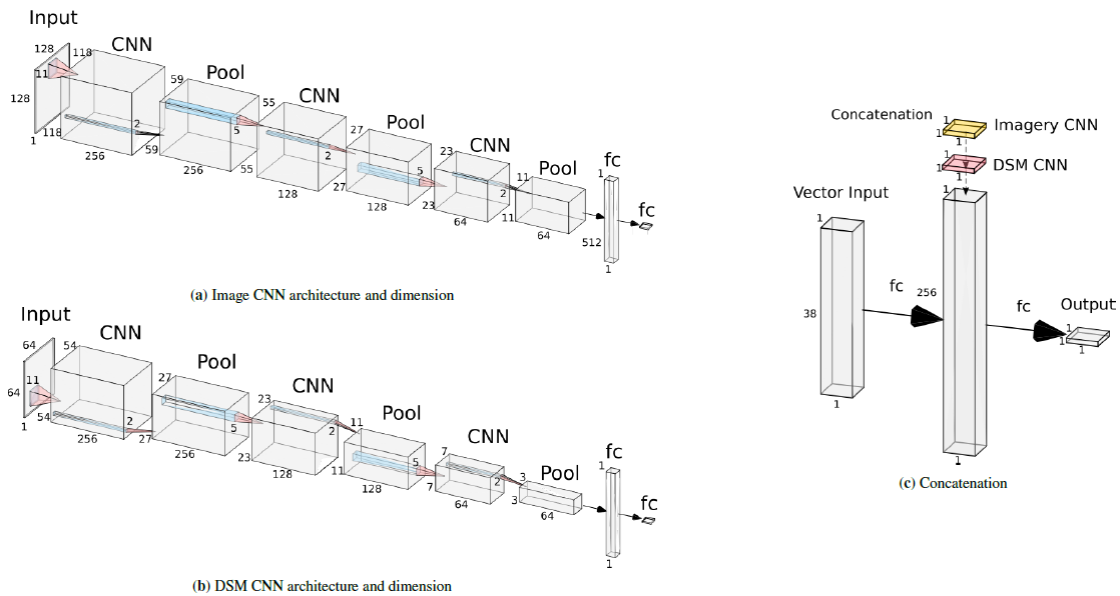 Input
128
118
11
128
1
118
CNN
2
256
59
Pool
59
5
256
55
CNN
55
2
128
27
Pool
27
5
128
23
CNN
23
2
64
11
Pool
11
64
fc
1
512
1
fc
(a) Image CNN architecture and dimension
Input
64
54
11
64
1
54
CNN
2
256
27
Pool
27
5
256
23
CNN
23
2
128
11
Pool
11
5
128
7
CNN
7
2
64
3
Pool
3
64
fc
1
1
fc
(b) DSM CNN architecture and dimension
Concatenation
1
1
1
Imagery CNN
1
1
1
DSM CNN
Vector Input
1
38
1
fc
1
256
1
fc
Output
1
1
1
(c) Concatenation